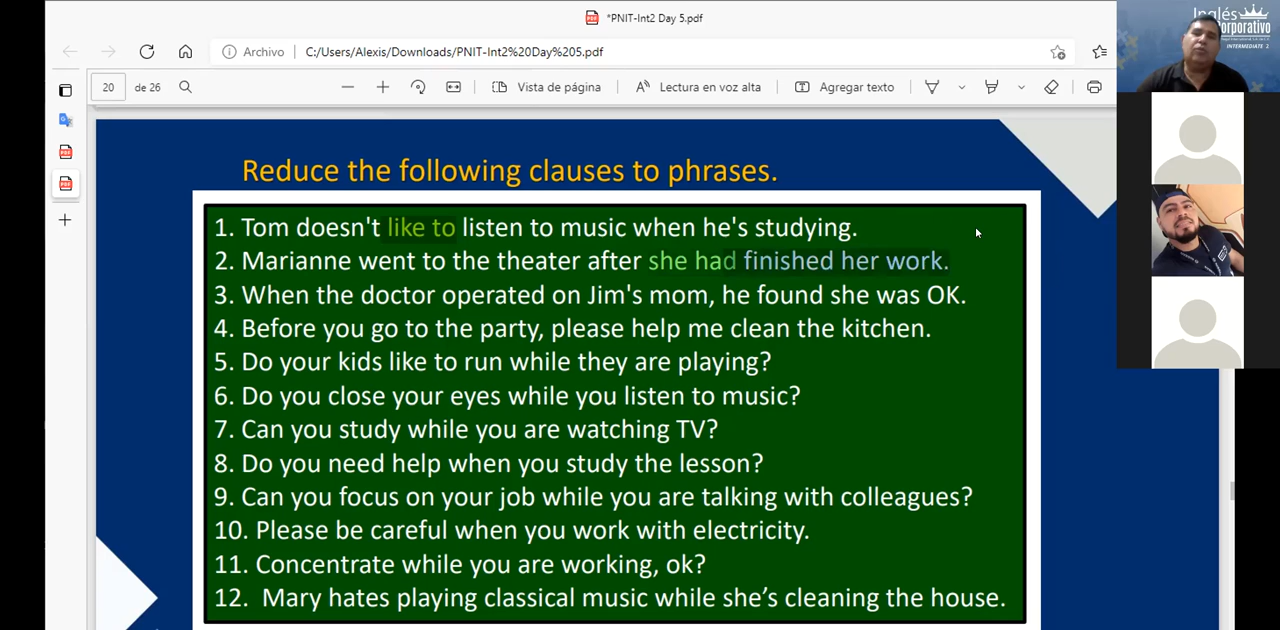 *PNIT-Int2 Day 5.pdf
Archivo
C:/Users/Alexis/Downloads/PNIT-Int2%20Day%205.pdf
20
de 26
Vista de página
Lectura en voz alta
Agregar texto
Inglés
Corporativo
INTERMEDIATE 2
Reduce the following clauses to phrases.
1. Tom doesn't like to listen to music when he's studying.
2. Marianne went to the theater after she had finished her work.
3. When the doctor operated on Jim's mom, he found she was OK.
4. Before you go to the party, please help me clean the kitchen.
5. Do your kids like to run while they are playing?
6. Do you close your eyes while you listen to music?
7. Can you study while you are watching TV?
8. Do you need help when you study the lesson?
9. Can you focus on your job while you are talking with colleagues?
10. Please be careful when you work with electricity.
11. Concentrate while you are working, ok?
12. Mary hates playing classical music while she’s cleaning the house.